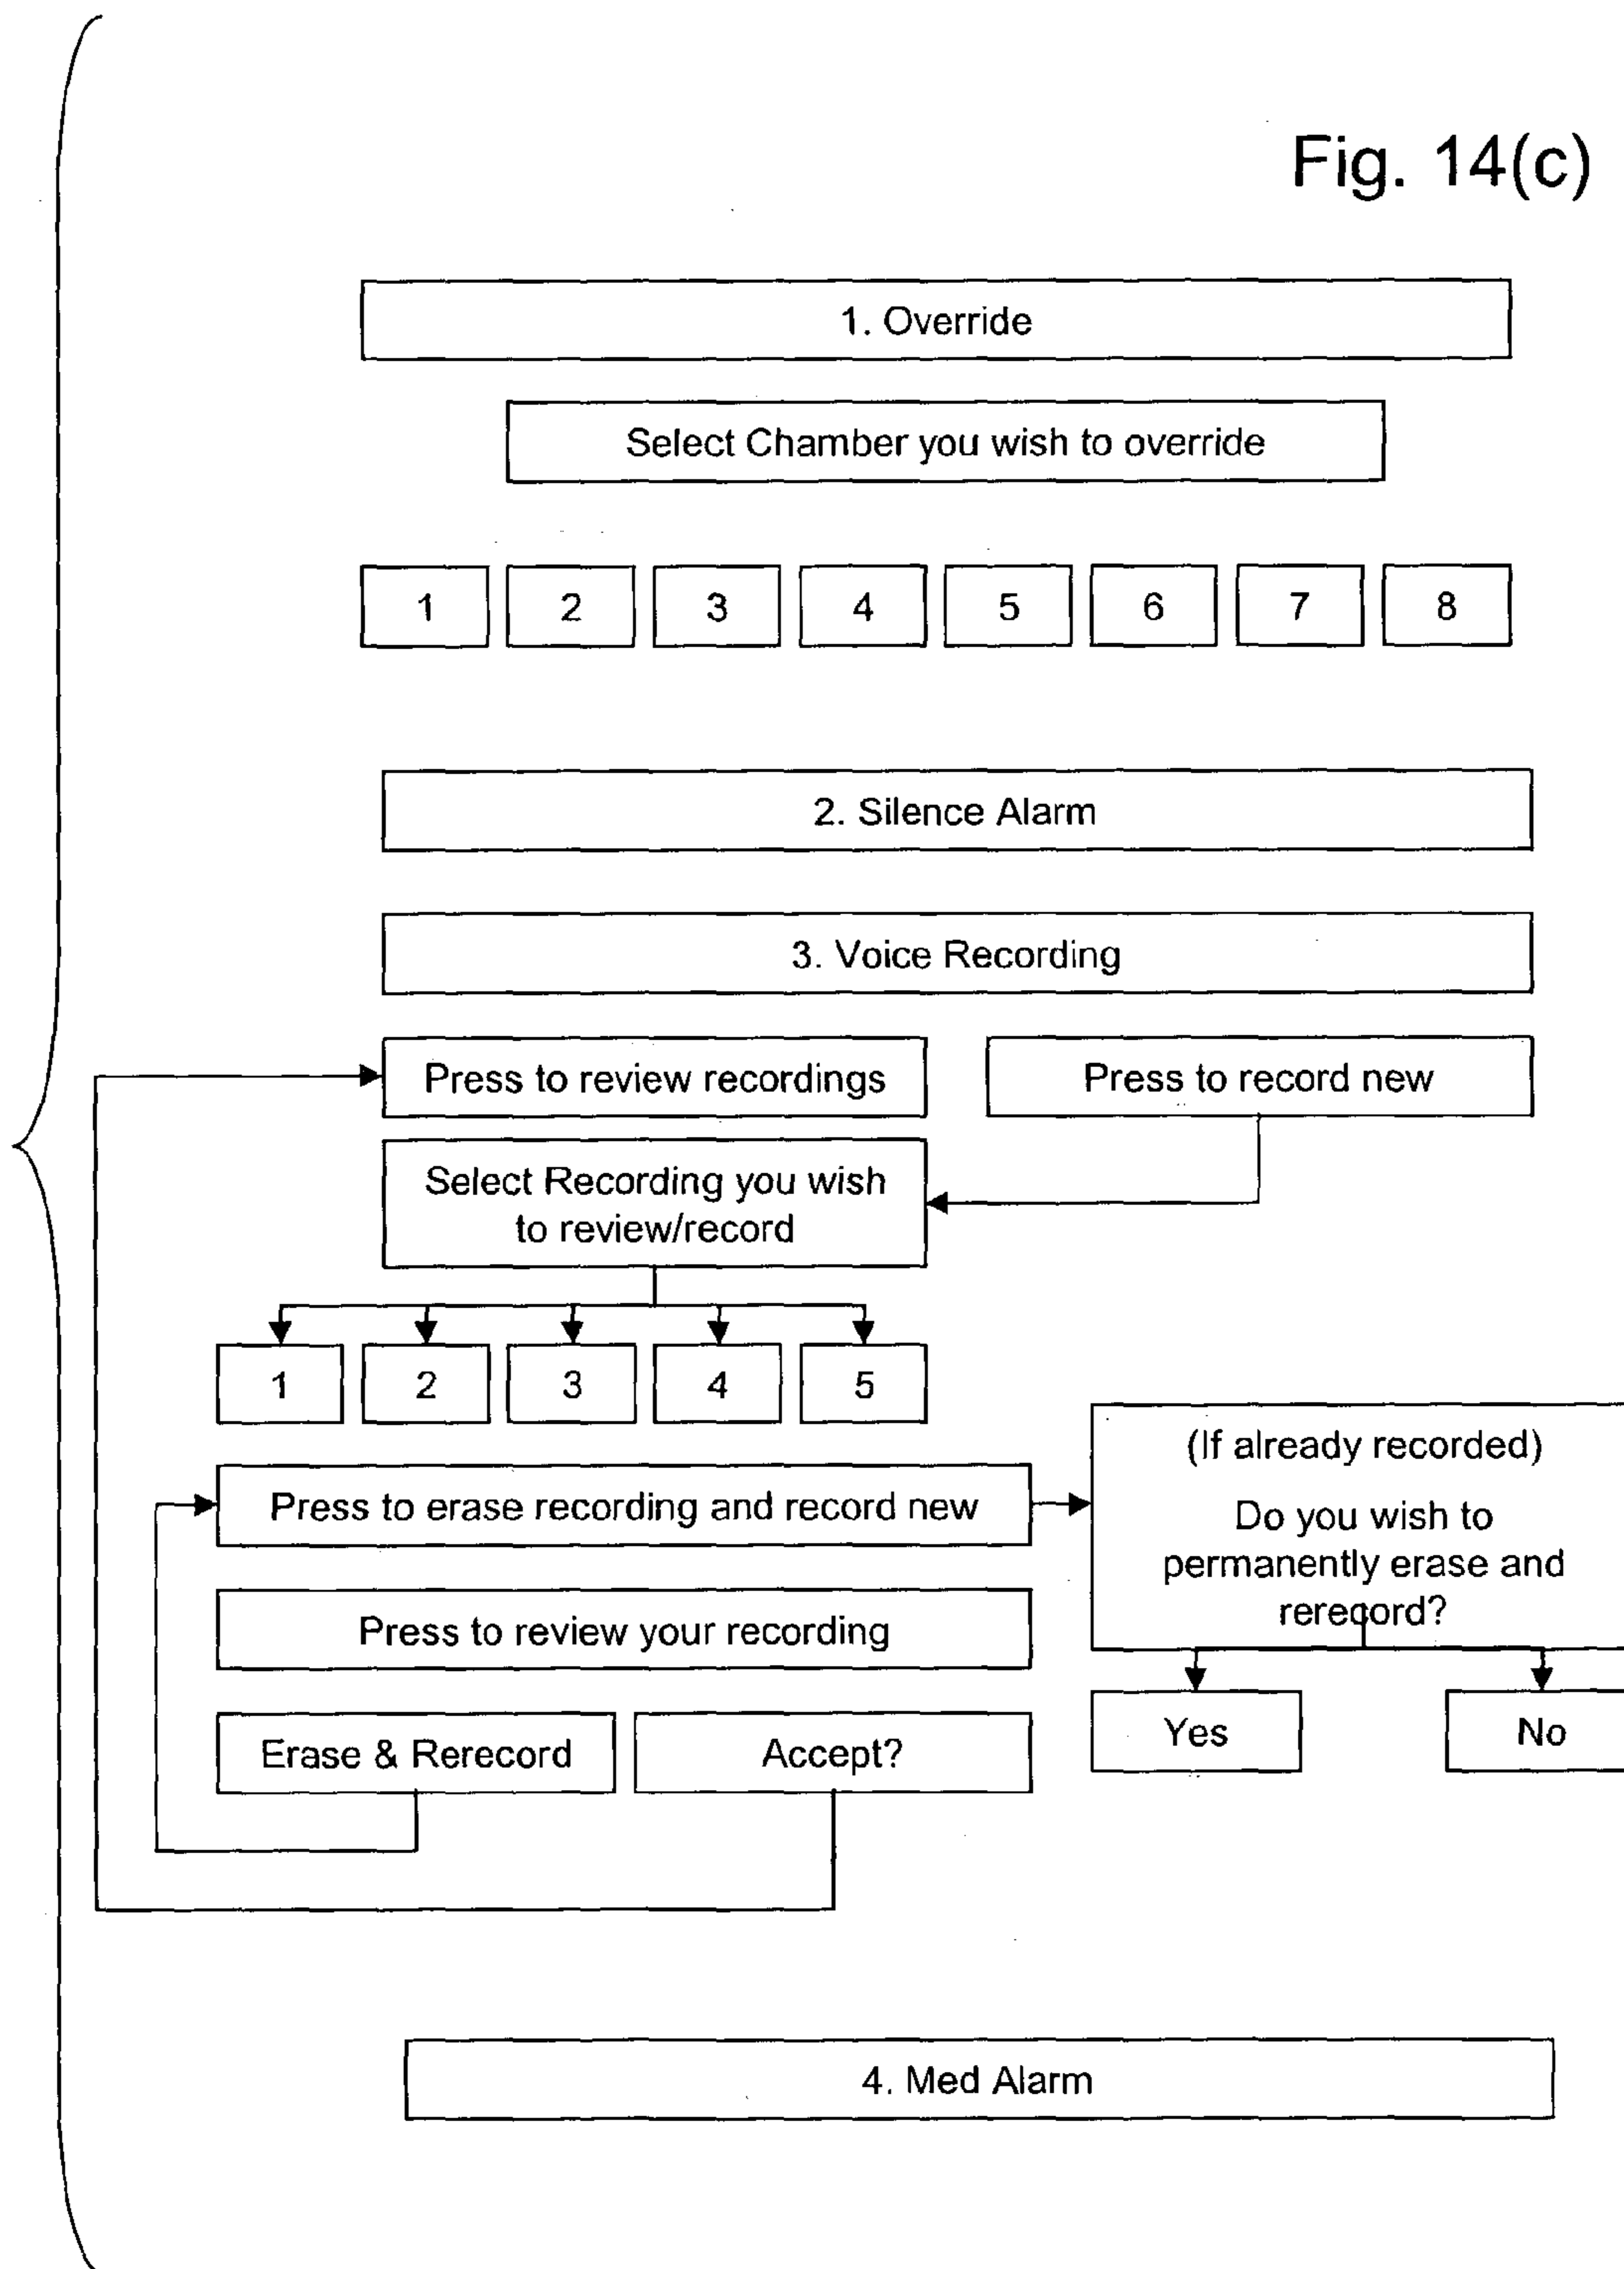 Fig. 14(c)
1. Override
Select Chamber you wish to override
1 2 3 4 5 6 7 8
2. Silence Alarm
3. Voice Recording
Press to review recordings
Press to record new
Select Recording you wish
to review/record
1 2 3 4 5
(If already recorded)
Do you wish to
permanently erase and
rerecord?
Press to erase recording and record new
Press to review your recording
Yes
No
Erase & Rerecord
Accept?
4. Med Alarm